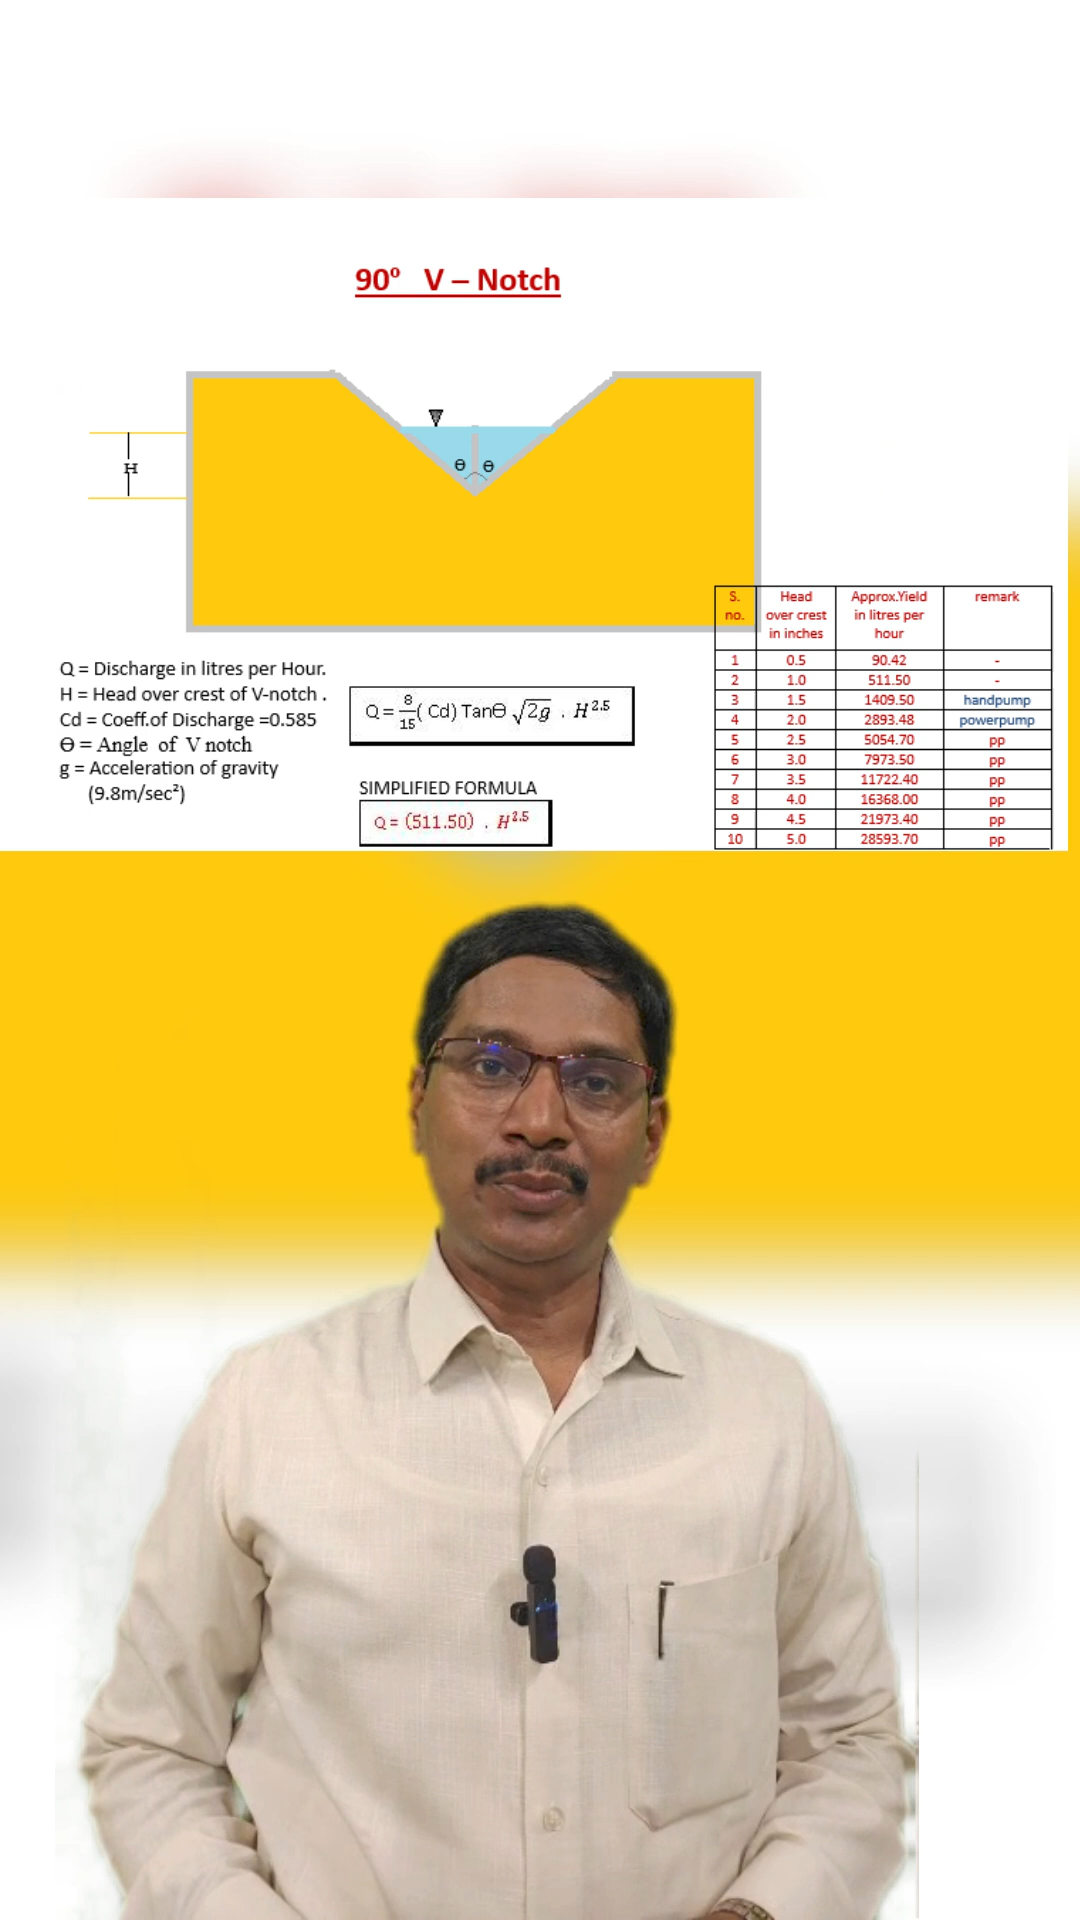 90º V – Notch
H
Ɵ Ɵ
Q = Discharge in litres per Hour.
H = Head over crest of V-notch .
Cd = Coeff.of Discharge =0.585
Ɵ = Angle of V notch
g = Acceleration of gravity
(9.8m/sec²)
Q = 8/15 ( Cd) TanƟ √2g . H^2.5
SIMPLIFIED FORMULA
Q = (511.50) . H^2.5
S. no. Head over crest in inches Approx.Yield in litres per hour remark
1 0.5 90.42 -
2 1.0 511.50 -
3 1.5 1409.50 handpump
4 2.0 2893.48 powerpump
5 2.5 5054.70 pp
6 3.0 7973.50 pp
7 3.5 11722.40 pp
8 4.0 16368.00 pp
9 4.5 21973.40 pp
10 5.0 28593.70 pp